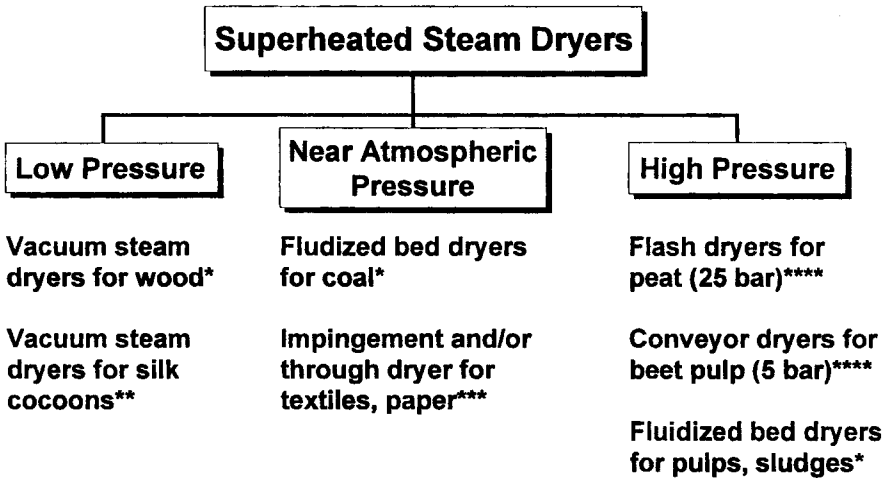 Superheated Steam Dryers
Low Pressure
Near Atmospheric
Pressure
High Pressure
Vacuum steam
dryers for wood*
Vacuum steam
dryers for silk
cocoons**
Fludized bed dryers
for coal*
Impingement and/or
through dryer for
textiles, paper***
Flash dryers for
peat (25 bar)****
Conveyor dryers for
beet pulp (5 bar)****
Fluidized bed dryers
for pulps, sludges*